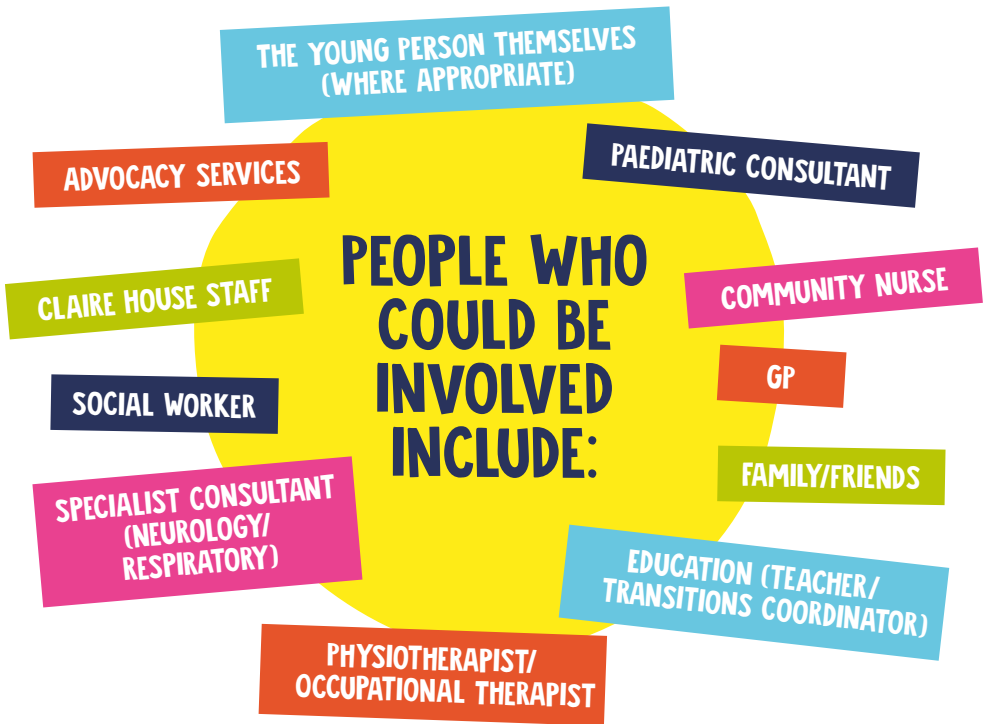 THE YOUNG PERSON THEMSELVES
(WHERE APPROPRIATE)
PAEDIATRIC CONSULTANT
ADVOCACY SERVICES
PEOPLE WHO
COULD BE
INVOLVED
INCLUDE:
COMMUNITY NURSE
CLAIRE HOUSE STAFF
GP
SOCIAL WORKER
FAMILY/FRIENDS
SPECIALIST CONSULTANT
(NEUROLOGY/
RESPIRATORY)
EDUCATION (TEACHER/
TRANSITIONS COORDINATOR)
PHYSIOTHERAPIST/
OCCUPATIONAL THERAPIST